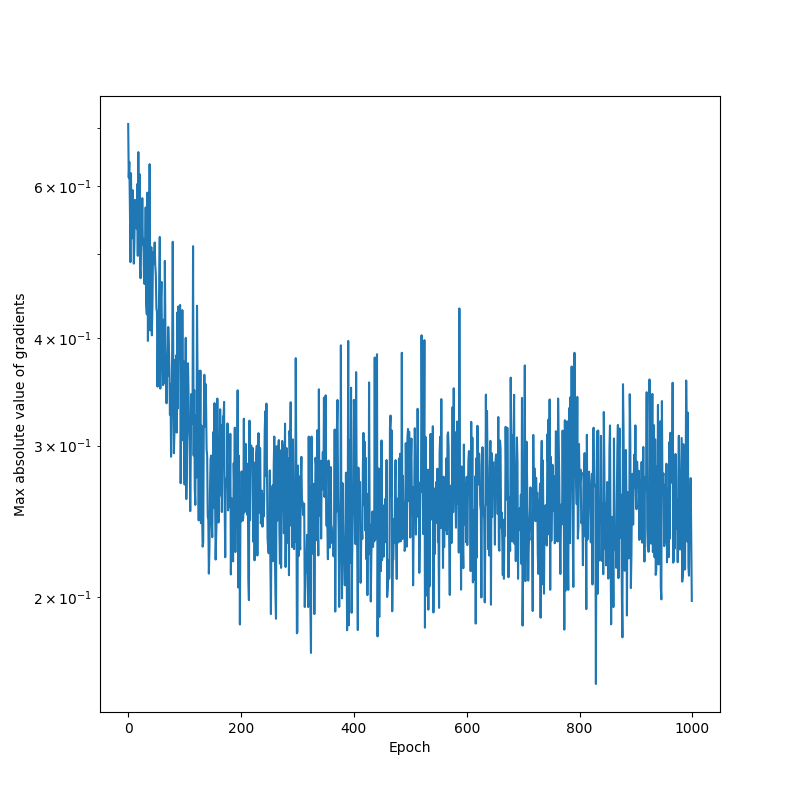 Max absolute value of gradients
6 × 10⁻¹
4 × 10⁻¹
3 × 10⁻¹
2 × 10⁻¹
0 200 400 600 800 1000
Epoch